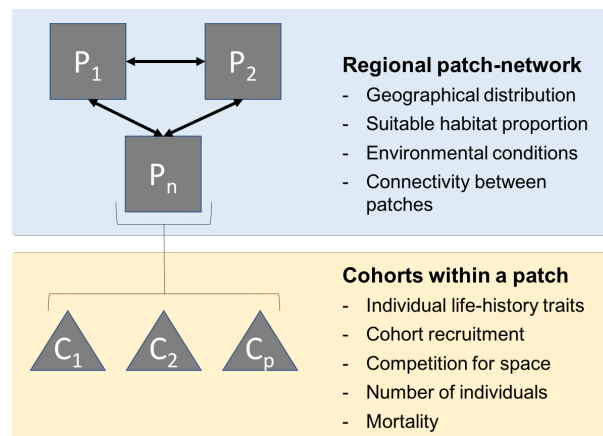 P1
P2
Pn
Regional patch-network
- Geographical distribution
- Suitable habitat proportion
- Environmental conditions
- Connectivity between
patches
C1
C2
Cp
Cohorts within a patch
- Individual life-history traits
- Cohort recruitment
- Competition for space
- Number of individuals
- Mortality